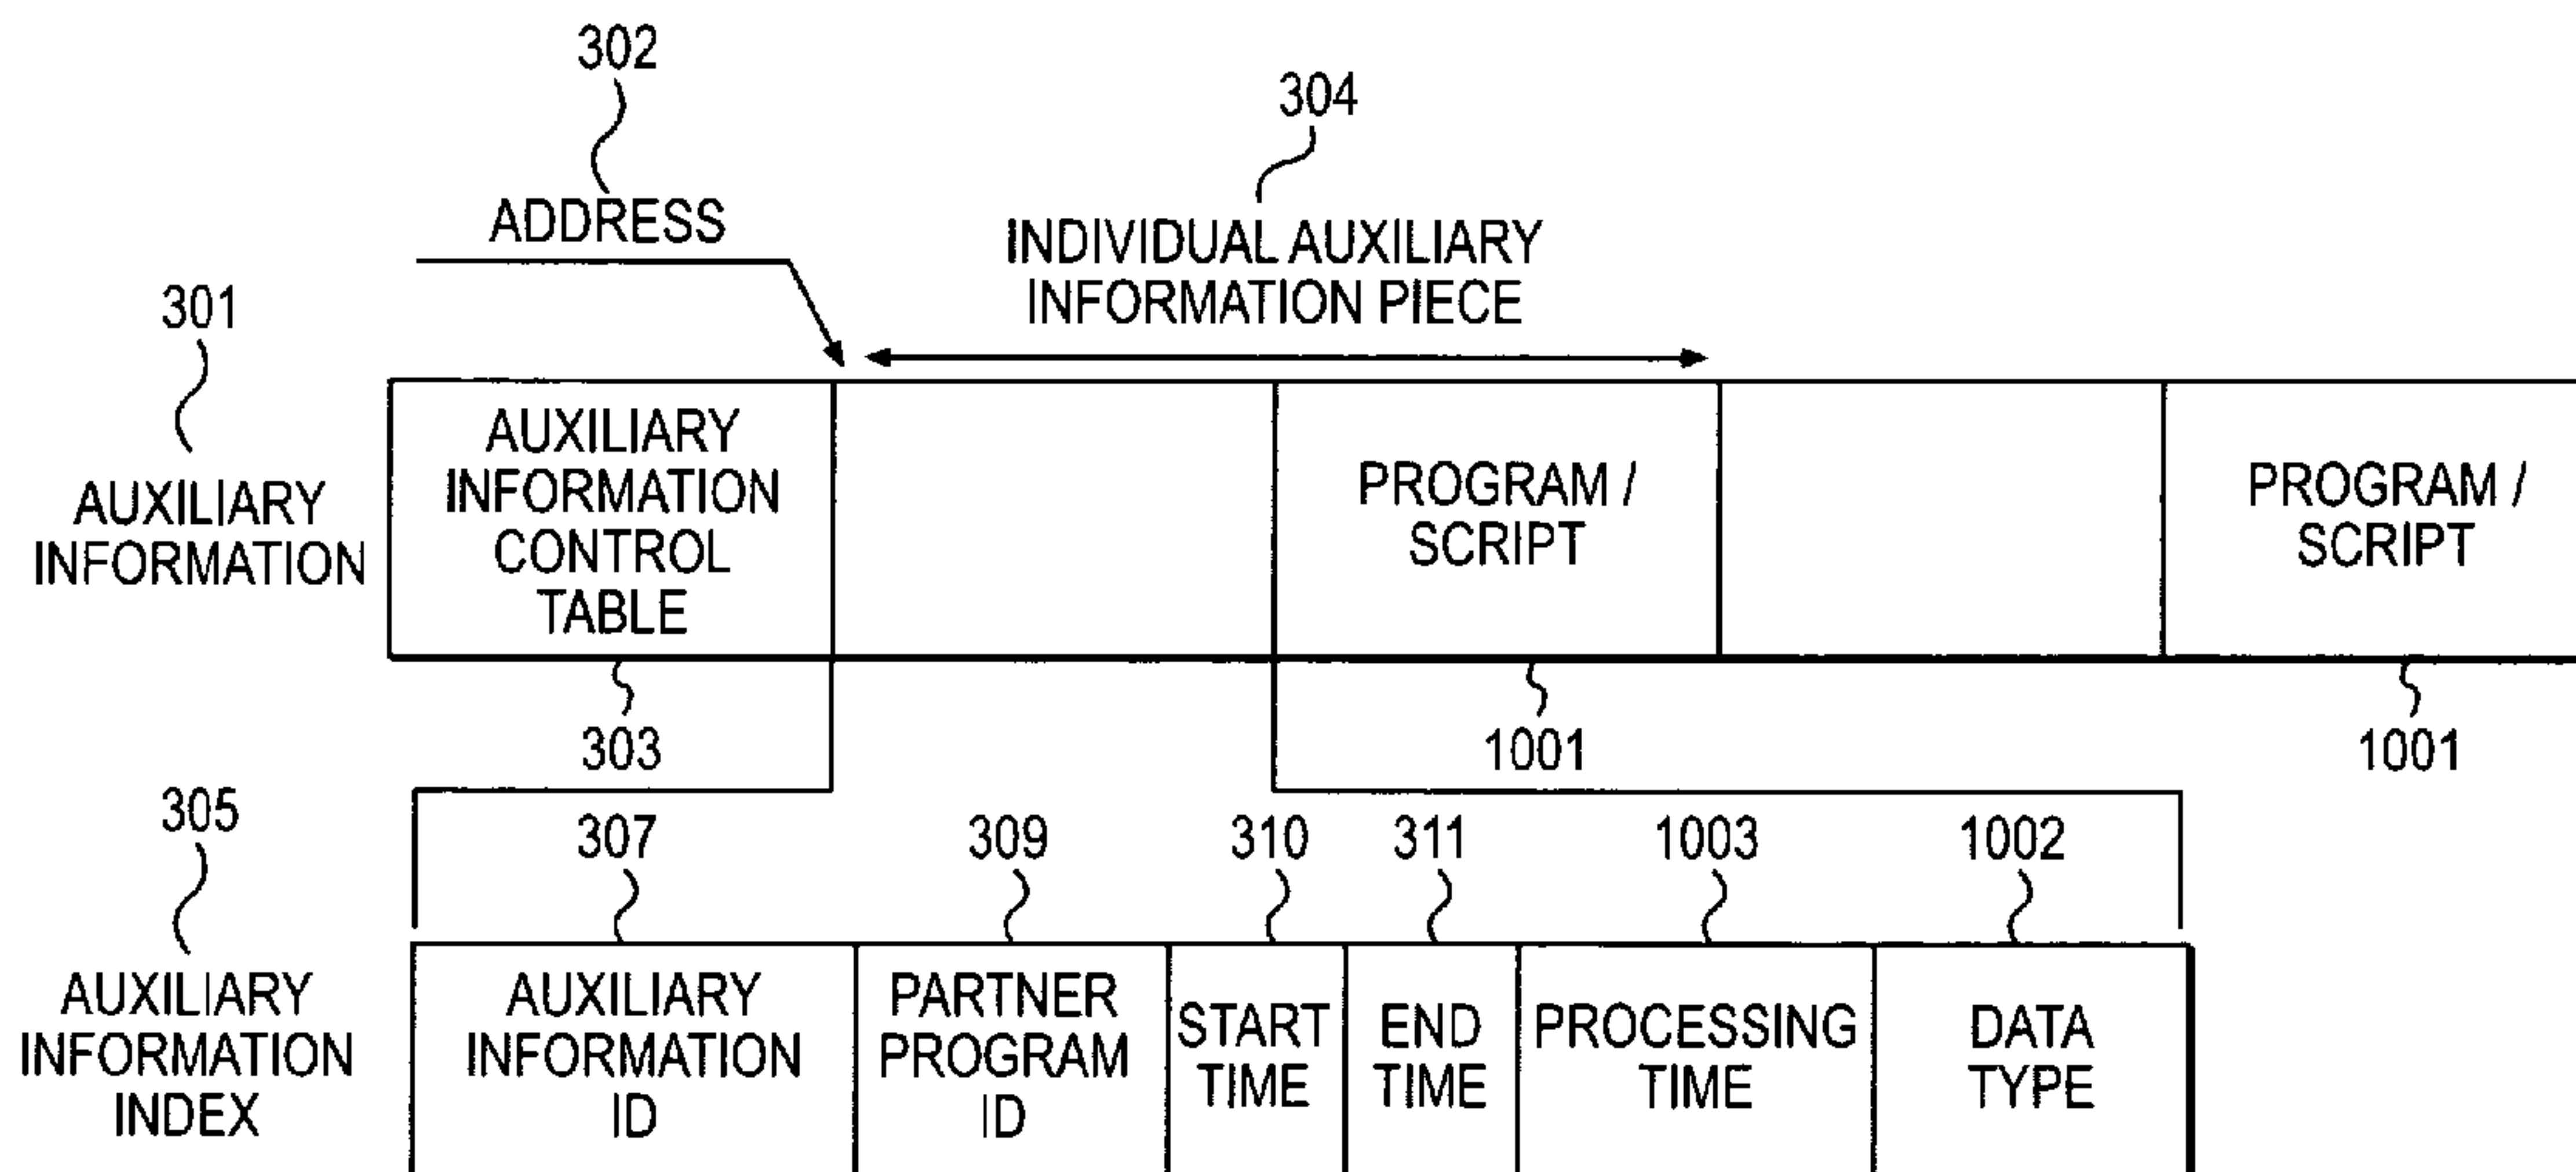 302
304
ADDRESS
INDIVIDUAL AUXILIARY
INFORMATION PIECE
301
AUXILIARY
INFORMATION
AUXILIARY
INFORMATION
CONTROL
TABLE
PROGRAM /
SCRIPT
PROGRAM /
SCRIPT
303
1001
1001
305
307
309
310
311
1003
1002
AUXILIARY
INFORMATION
INDEX
AUXILIARY
INFORMATION
ID
PARTNER
PROGRAM
ID
START
TIME
END
TIME
PROCESSING
TIME
DATA
TYPE